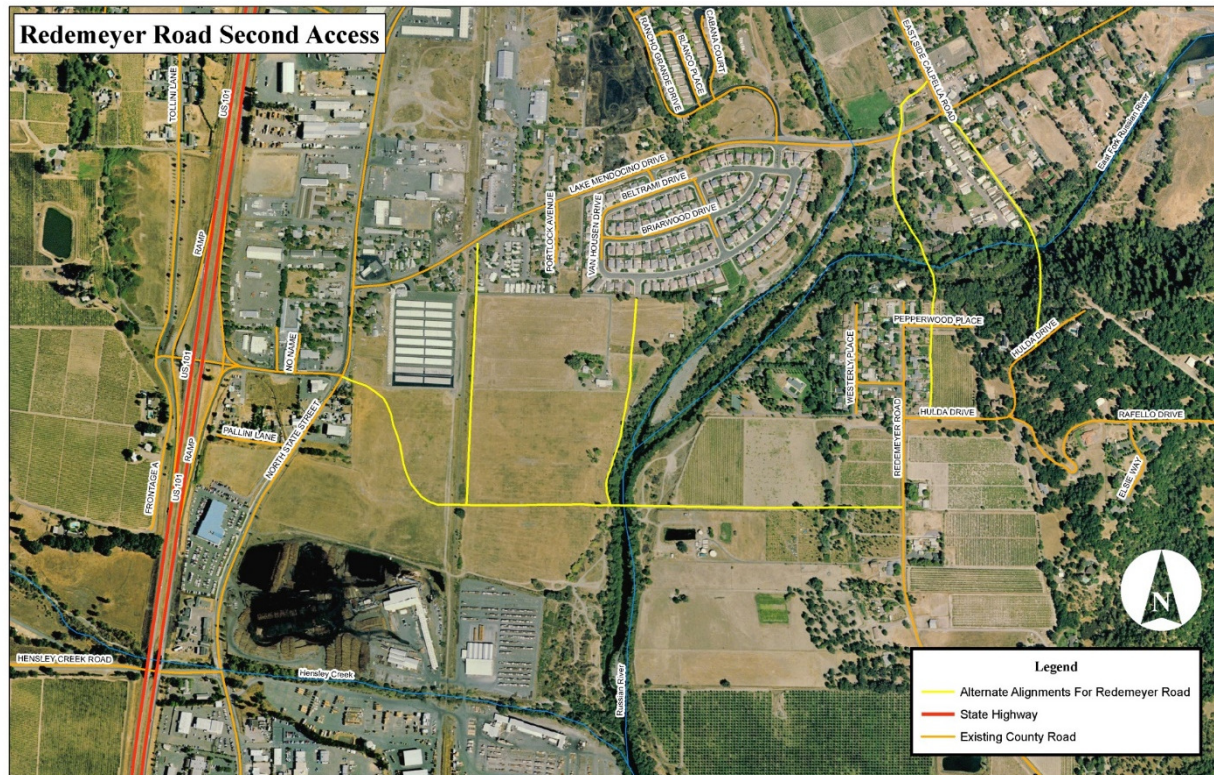 Redemeyer Road Second Access
TOLLINI LANE
US 101
RANCHO GRANDE DRIVE
BLANCO PLACE
CABANA COURT
EAST SIDE CALPELLA ROAD
East Fork Russian River
RAMP
LAKE MENDOCINO DRIVE
BELTRAMI DRIVE
BRIARWOOD DRIVE
PORTLOCK AVENUE
VAN HOUSEN DRIVE
US 101
NO NAME
PEPPERWOOD PLACE
HULDA DRIVE
WESTERLY PLACE
HULDA DRIVE
RAFELLO DRIVE
REDEMEYER ROAD
ELSIE WAY
PALLINI LANE
NORTH STATE STREET
RAMP
FRONTAGE A
US 101
N
HENSLEY CREEK ROAD
Hensley Creek
Russian River
Legend
Alternate Alignments For Redemeyer Road
State Highway
Existing County Road